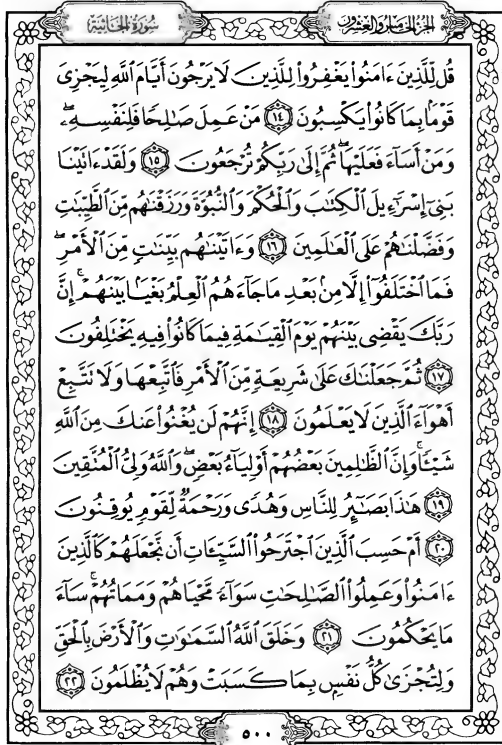 الجزء الخامس والعشرون
سورة الجاثية
قُل لِّلَّذِينَ ءَامَنُوا۟ يَغْفِرُوا۟ لِلَّذِينَ لَا يَرْجُونَ أَيَّامَ ٱللَّهِ لِيَجْزِىَ
قَوْمًۢا بِمَا كَانُوا۟ يَكْسِبُونَ ١٤ مَنْ عَمِلَ صَـٰلِحًا فَلِنَفْسِهِۦ ۖ
وَمَنْ أَسَآءَ فَعَلَيْهَا ۖ ثُمَّ إِلَىٰ رَبِّكُمْ تُرْجَعُونَ ١٥ وَلَقَدْ ءَاتَيْنَا
بَنِىٓ إِسْرَٰٓءِيلَ ٱلْكِتَـٰبَ وَٱلْحُكْمَ وَٱلنُّبُوَّةَ وَرَزَقْنَـٰهُم مِّنَ ٱلطَّيِّبَـٰتِ
وَفَضَّلْنَـٰهُمْ عَلَى ٱلْعَـٰلَمِينَ ١٦ وَءَاتَيْنَـٰهُم بَيِّنَـٰتٍ مِّنَ ٱلْأَمْرِ ۖ
فَمَا ٱخْتَلَفُوٓا۟ إِلَّا مِنۢ بَعْدِ مَا جَآءَهُمُ ٱلْعِلْمُ بَغْيًۢا بَيْنَهُمْ ۚ إِنَّ
رَبَّكَ يَقْضِى بَيْنَهُمْ يَوْمَ ٱلْقِيَـٰمَةِ فِيمَا كَانُوا۟ فِيهِ يَخْتَلِفُونَ
١٧ ثُمَّ جَعَلْنَـٰكَ عَلَىٰ شَرِيعَةٍ مِّنَ ٱلْأَمْرِ فَٱتَّبِعْهَا وَلَا تَتَّبِعْ
أَهْوَآءَ ٱلَّذِينَ لَا يَعْلَمُونَ ١٨ إِنَّهُمْ لَن يُغْنُوا۟ عَنكَ مِنَ ٱللَّهِ
شَيْـًٔا ۚ وَإِنَّ ٱلظَّـٰلِمِينَ بَعْضُهُمْ أَوْلِيَآءُ بَعْضٍ ۖ وَٱللَّهُ وَلِىُّ ٱلْمُتَّقِينَ
١٩ هَـٰذَا بَصَـٰٓئِرُ لِلنَّاسِ وَهُدًى وَرَحْمَةٌ لِّقَوْمٍ يُوقِنُونَ
٢٠ أَمْ حَسِبَ ٱلَّذِينَ ٱجْتَرَحُوا۟ ٱلسَّيِّـَٔاتِ أَن نَّجْعَلَهُمْ كَٱلَّذِينَ
ءَامَنُوا۟ وَعَمِلُوا۟ ٱلصَّـٰلِحَـٰتِ سَوَآءً مَّحْيَاهُمْ وَمَمَاتُهُمْ ۚ سَآءَ
مَا يَحْكُمُونَ ٢١ وَخَلَقَ ٱللَّهُ ٱلسَّمَـٰوَٰتِ وَٱلْأَرْضَ بِٱلْحَقِّ
وَلِتُجْزَىٰ كُلُّ نَفْسٍۭ بِمَا كَسَبَتْ وَهُمْ لَا يُظْلَمُونَ ٢٢
٥٠٠